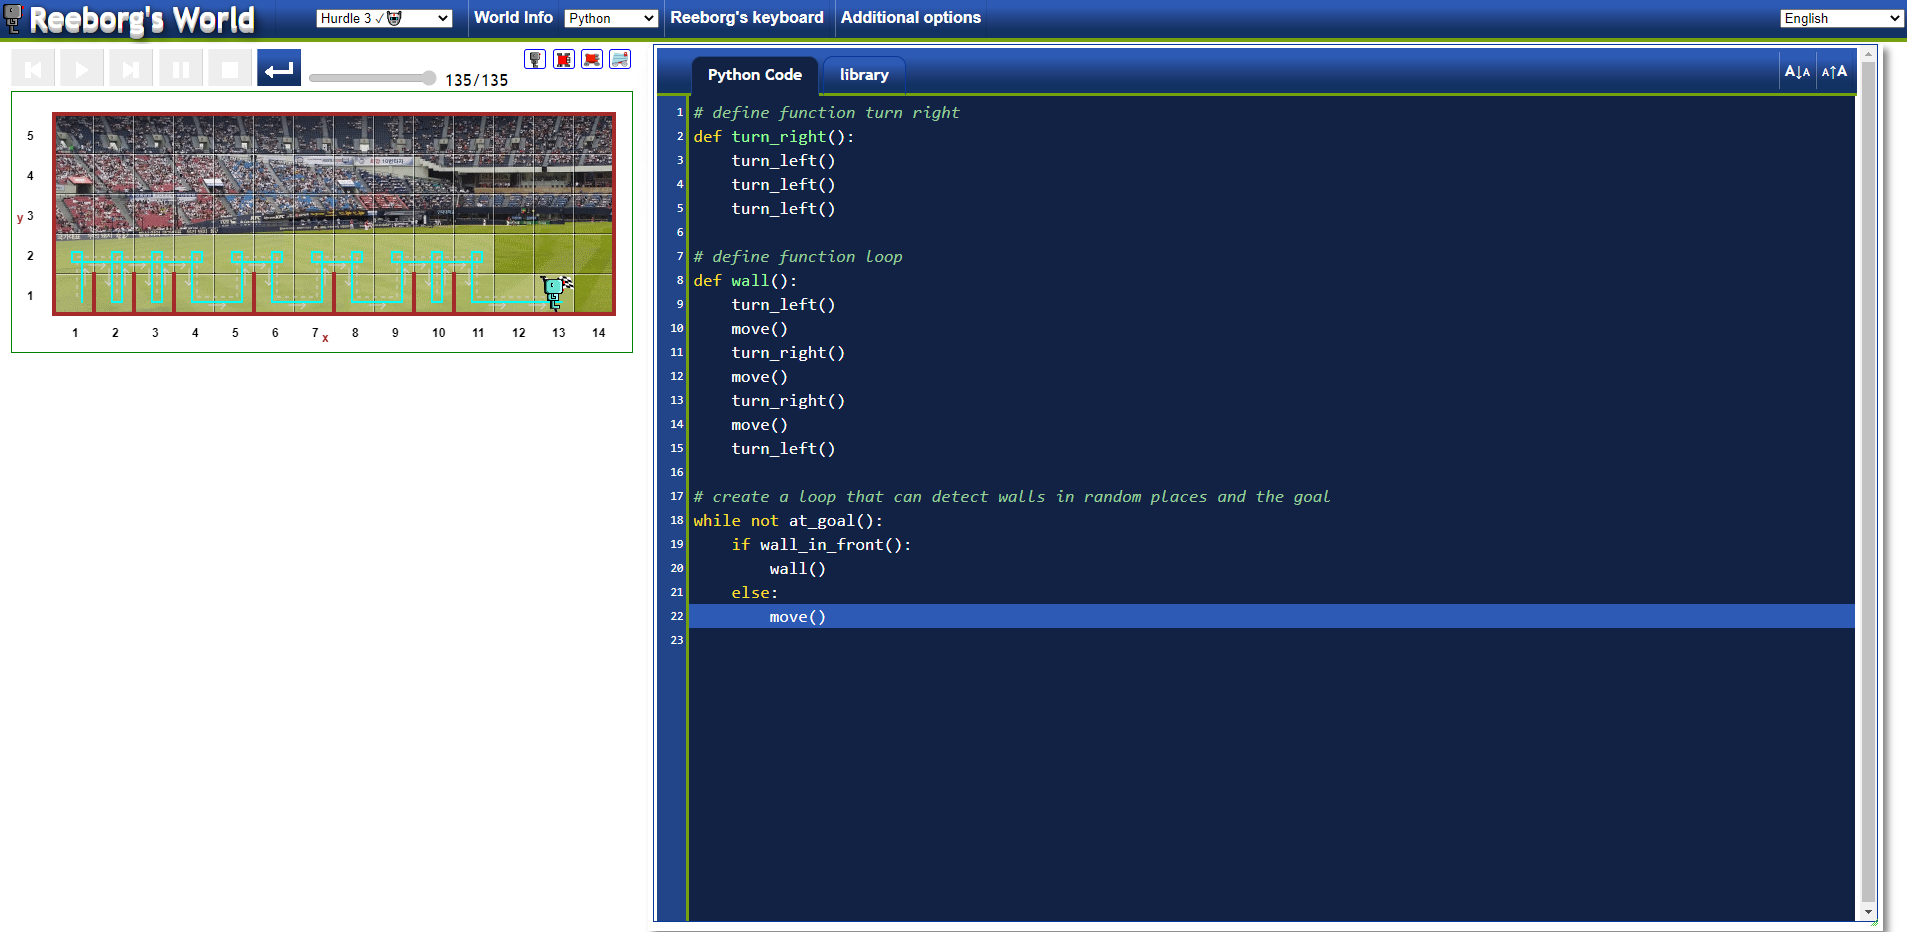 Reeborg's World
Hurdle 3 ✓
World Info
Python
Reeborg's keyboard
Additional options
English
135/135
Python Code
library
A↓A
A↑A
5
4
y 3
2
1
1 2 3 4 5 6 7 x 8 9 10 11 12 13 14
1 # define function turn right
2 def turn_right():
3 turn_left()
4 turn_left()
5 turn_left()
6
7 # define function loop
8 def wall():
9 turn_left()
10 move()
11 turn_right()
12 move()
13 turn_right()
14 move()
15 turn_left()
16
17 # create a loop that can detect walls in random places and the goal
18 while not at_goal():
19 if wall_in_front():
20 wall()
21 else:
22 move()
23